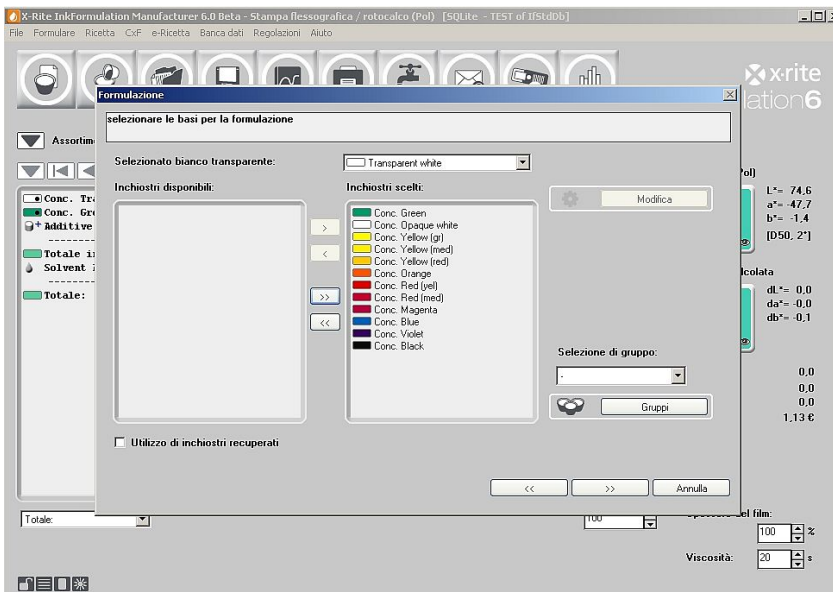 X-Rite InkFormulation Manufacturer 6.0 Beta - Stampa flessografica / rotocalco (Pol) [SQLite - TEST of IfStdDb]
File Formulare Ricetta CxF e-Ricetta Banca dati Regolazioni Aiuto
x·rite
lation6
Formulazione
selezionare le basi per la formulazione
Selezionato bianco transparente:
Transparent white
Inchiostri disponibili:
Inchiostri scelti:
Modifica
Conc. Green
Conc. Opaque white
Conc. Yellow (gr)
Conc. Yellow (med)
Conc. Yellow (red)
Conc. Orange
Conc. Red (yel)
Conc. Red (med)
Conc. Magenta
Conc. Blue
Conc. Violet
Conc. Black
>
<
>>
<<
Selezione di gruppo:
-
Gruppi
Utilizzo di inchiostri recuperati
<< >> Annulla
Assortim
Conc. Tra
Conc. Gre
Additive
Totale i
Solvent
Totale:
Pol)
L*= 74,6
a*= -47,7
b*= -1,4
[D50, 2°]
lcolata
dL*= 0,0
da*= -0,0
db*= -0,1
0,0
0,0
0,0
1,13 €
Totale:
100
del film:
100 %
Viscosità: 20 s